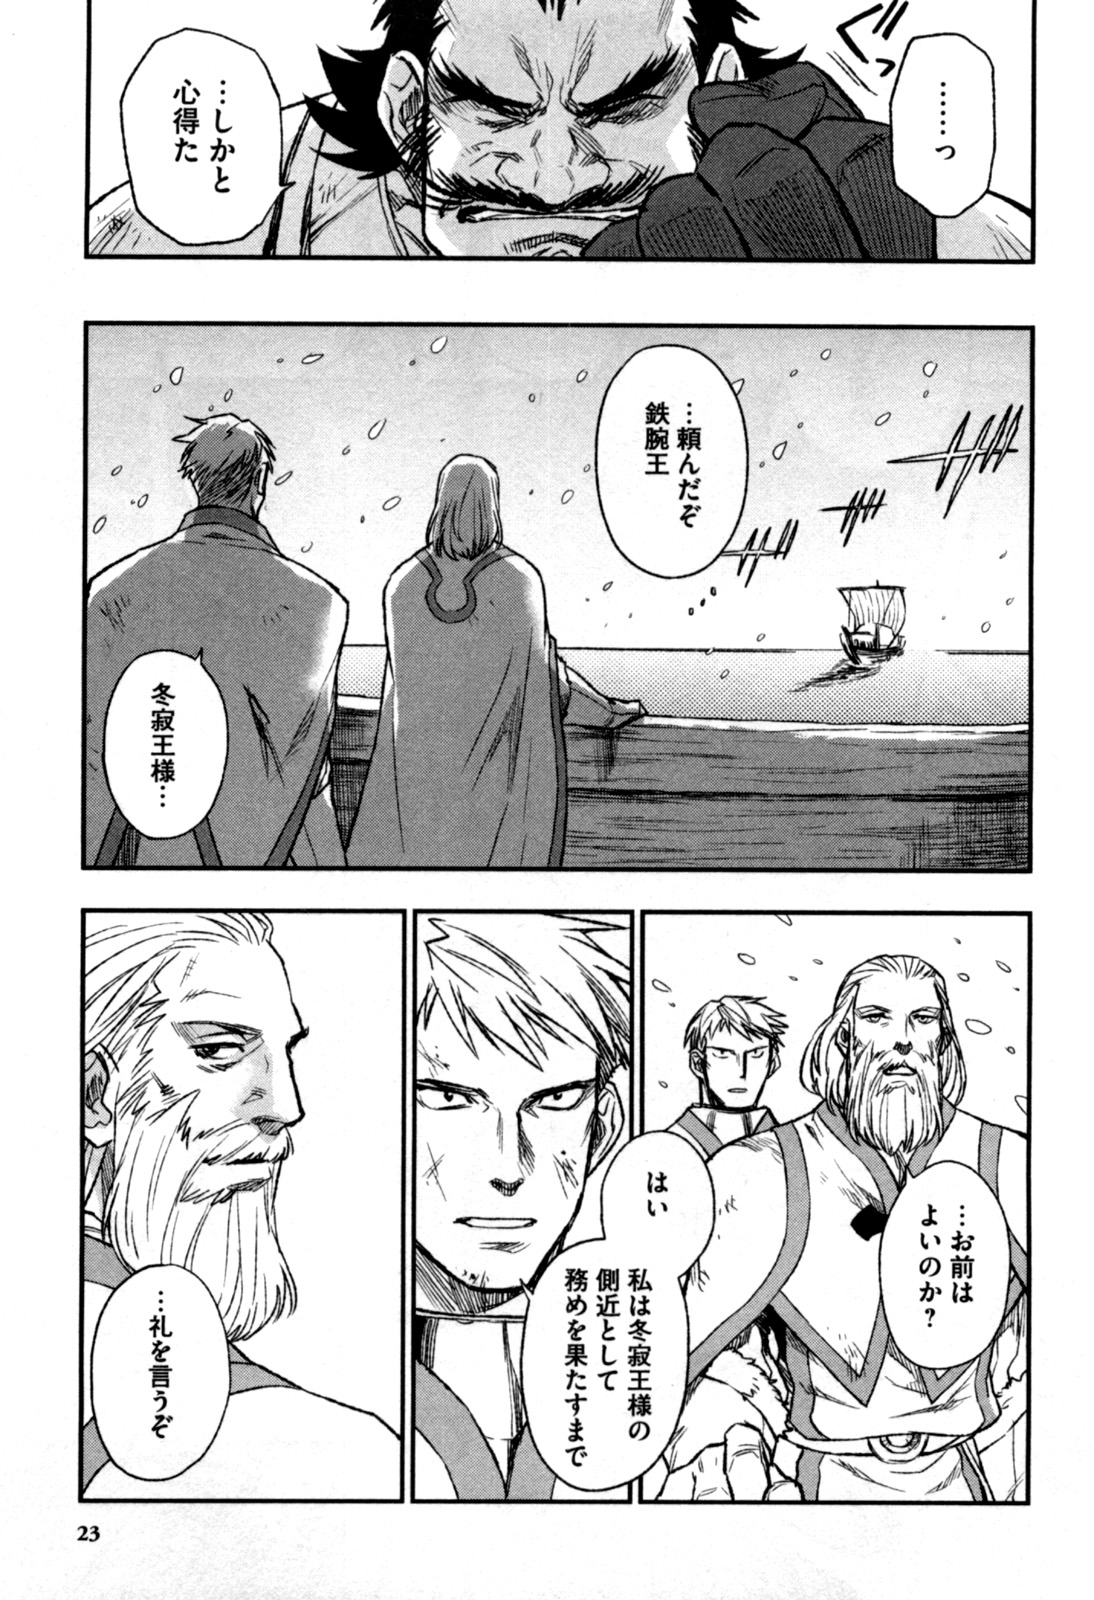 ………っ
…しかと
心得た
…頼んだぞ
鉄腕王
冬寂王様…
…お前は
よいのか?
はい
私は冬寂王様の
側近として
務めを果たすまで
…礼を言うぞ
23